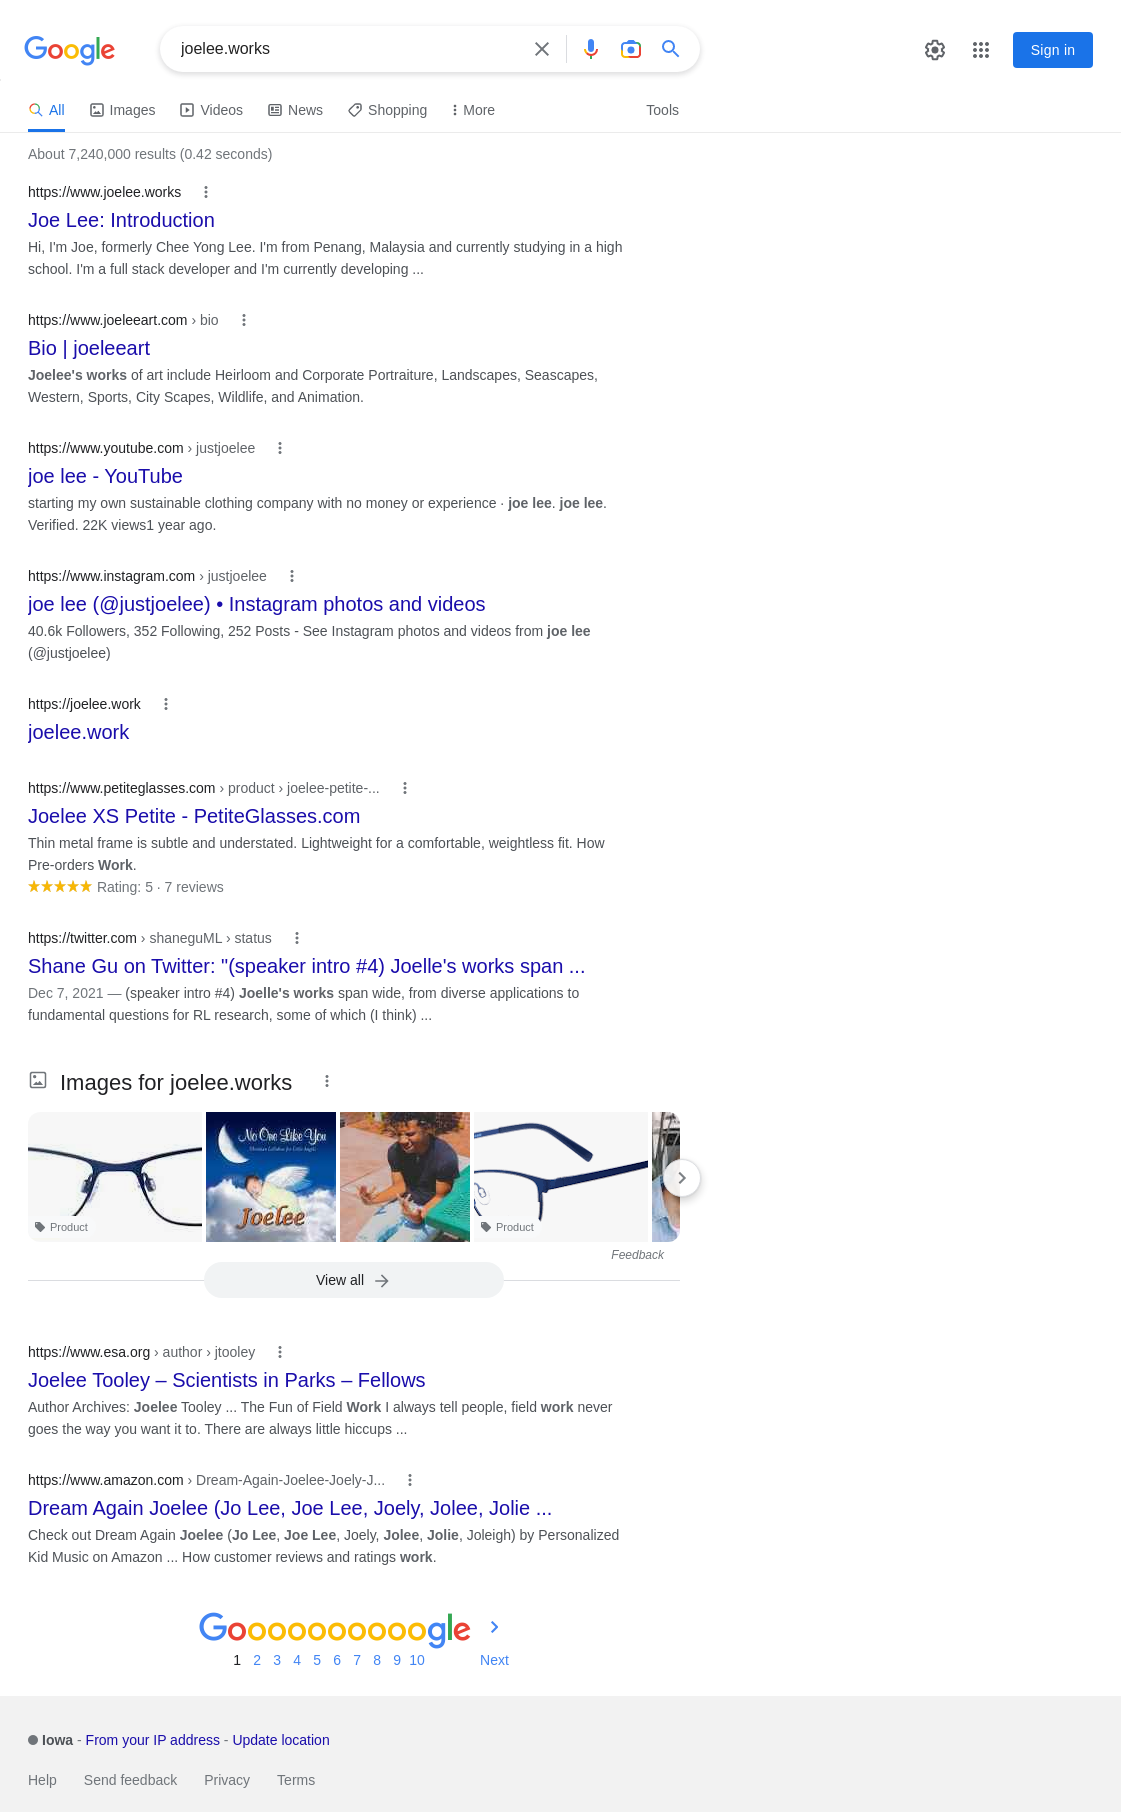 Google
joelee.works
Sign in
All
Images
Videos
News
Shopping
More
Tools
About 7,240,000 results (0.42 seconds)
https://www.joelee.works
Joe Lee: Introduction
Hi, I'm Joe, formerly Chee Yong Lee. I'm from Penang, Malaysia and currently studying in a high
school. I'm a full stack developer and I'm currently developing ...
https://www.joeleeart.com › bio
Bio | joeleeart
Joelee's works of art include Heirloom and Corporate Portraiture, Landscapes, Seascapes,
Western, Sports, City Scapes, Wildlife, and Animation.
https://www.youtube.com › justjoelee
joe lee - YouTube
starting my own sustainable clothing company with no money or experience · joe lee. joe lee.
Verified. 22K views1 year ago.
https://www.instagram.com › justjoelee
joe lee (@justjoelee) • Instagram photos and videos
40.6k Followers, 352 Following, 252 Posts - See Instagram photos and videos from joe lee
(@justjoelee)
https://joelee.work
joelee.work
https://www.petiteglasses.com › product › joelee-petite-...
Joelee XS Petite - PetiteGlasses.com
Thin metal frame is subtle and understated. Lightweight for a comfortable, weightless fit. How
Pre-orders Work.
Rating: 5 · 7 reviews
https://twitter.com › shaneguML › status
Shane Gu on Twitter: "(speaker intro #4) Joelle's works span ...
Dec 7, 2021 — (speaker intro #4) Joelle's works span wide, from diverse applications to
fundamental questions for RL research, some of which (I think) ...
Images for joelee.works
No One Like You
Joelee
Product
Product
Feedback
View all
https://www.esa.org › author › jtooley
Joelee Tooley – Scientists in Parks – Fellows
Author Archives: Joelee Tooley ... The Fun of Field Work I always tell people, field work never
goes the way you want it to. There are always little hiccups ...
https://www.amazon.com › Dream-Again-Joelee-Joely-J...
Dream Again Joelee (Jo Lee, Joe Lee, Joely, Jolee, Jolie ...
Check out Dream Again Joelee (Jo Lee, Joe Lee, Joely, Jolee, Jolie, Joleigh) by Personalized
Kid Music on Amazon ... How customer reviews and ratings work.
Goooooooooogle
1 2 3 4 5 6 7 8 9 10 Next
Iowa - From your IP address - Update location
Help Send feedback Privacy Terms